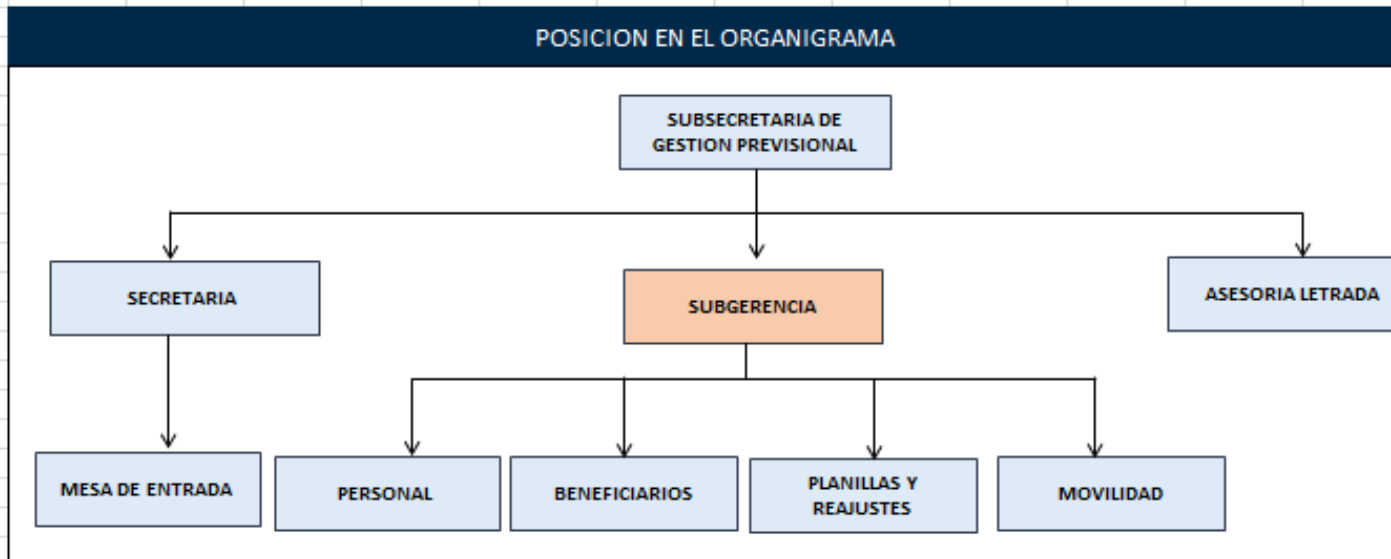 POSICION EN EL ORGANIGRAMA
SUBSECRETARIA DE
GESTION PREVISIONAL
SECRETARIA
SUBGERENCIA
ASESORIA LETRADA
MESA DE ENTRADA
PERSONAL
BENEFICIARIOS
PLANILLAS Y
REAJUSTES
MOVILIDAD